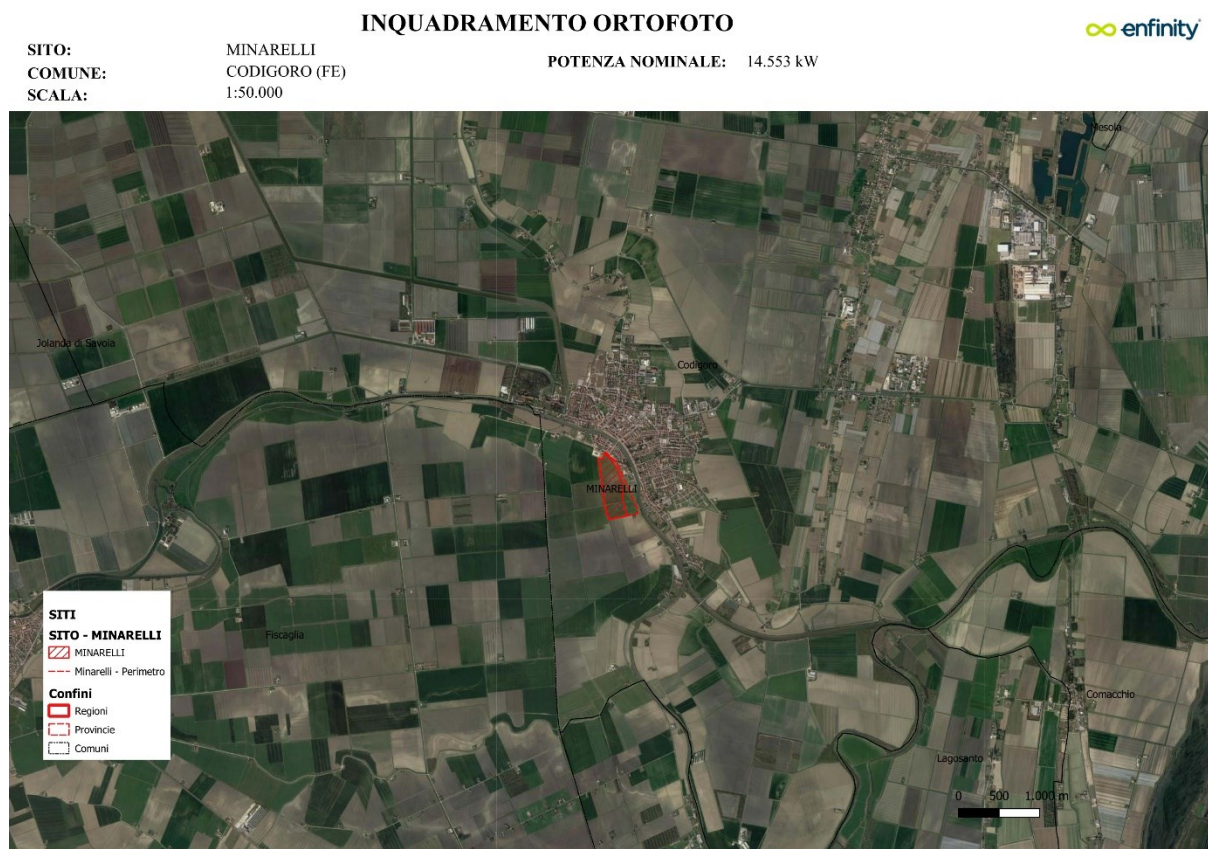 INQUADRAMENTO ORTOFOTO
enfinity
SITO: MINARELLI
COMUNE: CODIGORO (FE)
POTENZA NOMINALE: 14.553 kW
SCALA: 1:50.000
Mesola
Jolanda di Savoia
Codigoro
MINARELLI
Fiscaglia
Comacchio
Lagosanto
SITI
SITO - MINARELLI
MINARELLI
Minarelli - Perimetro
Confini
Regioni
Provincie
Comuni
0 500 1.000 m